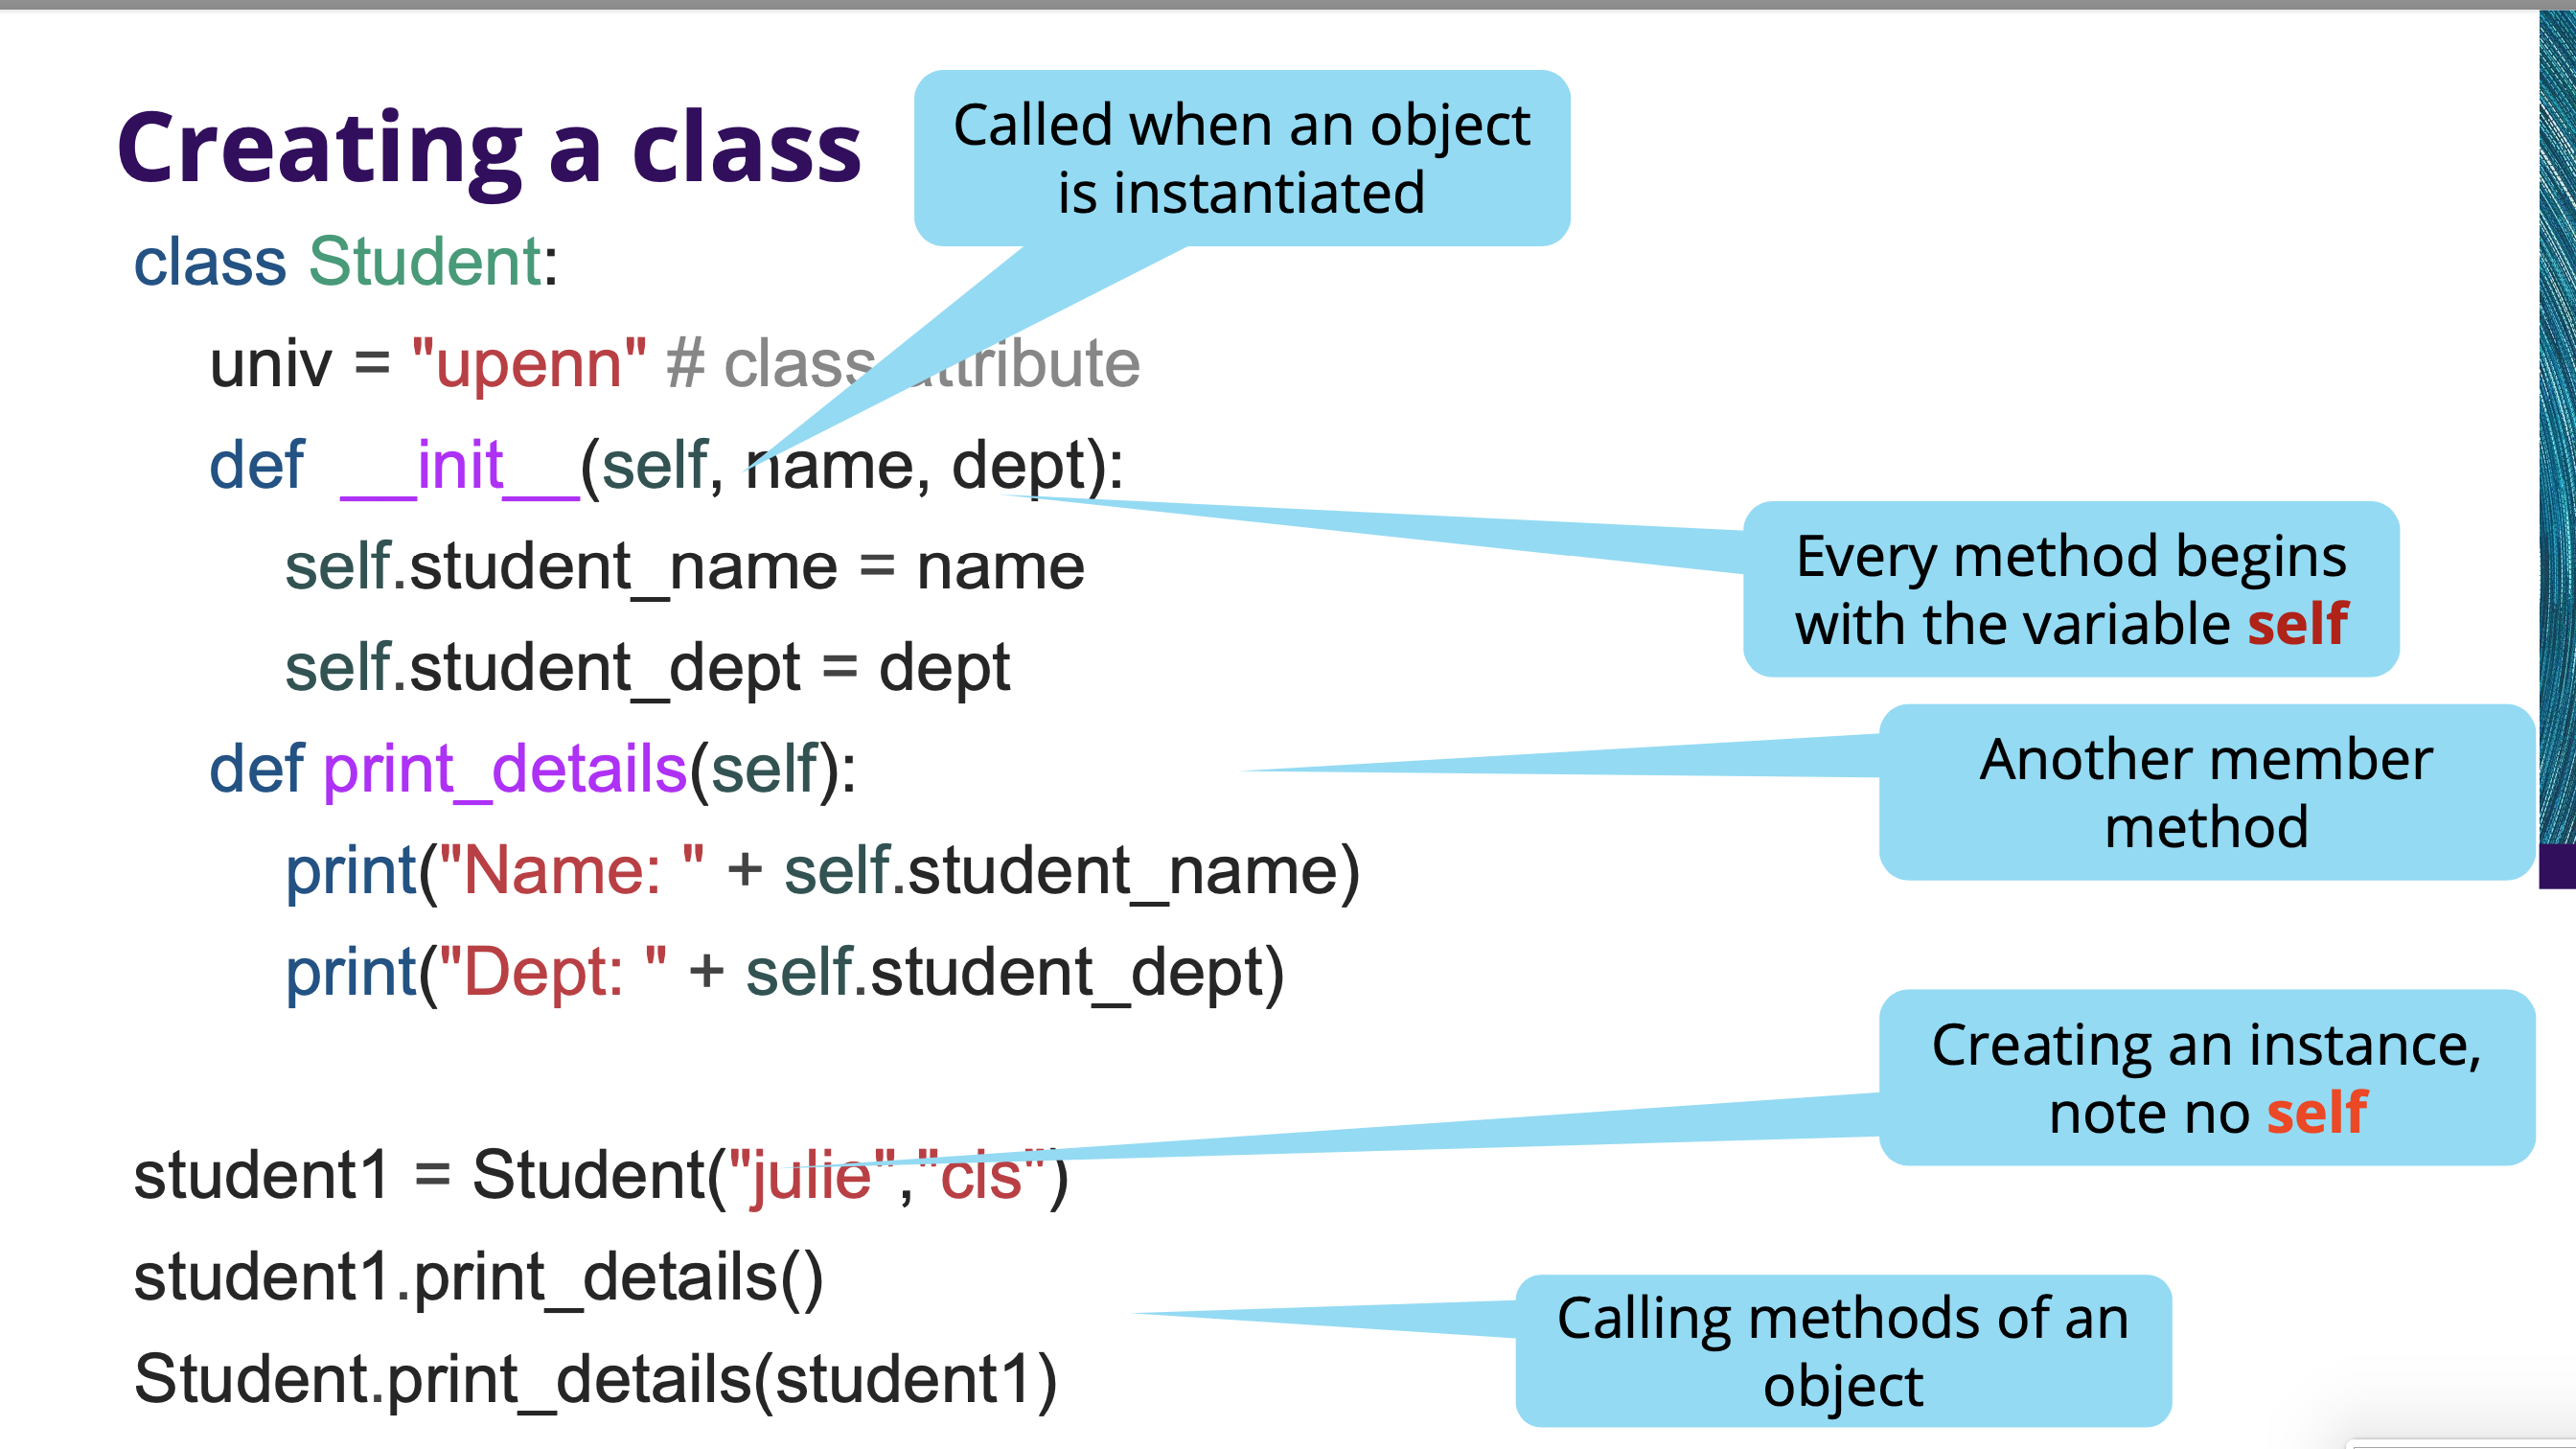 Creating a class
Called when an object
is instantiated
class Student:
univ = "upenn" # class attribute
def __init__(self, name, dept):
self.student_name = name
self.student_dept = dept
def print_details(self):
print("Name: " + self.student_name)
print("Dept: " + self.student_dept)
Every method begins
with the variable self
Another member
method
Creating an instance,
note no self
student1 = Student("julie","cis")
student1.print_details()
Student.print_details(student1)
Calling methods of an
object